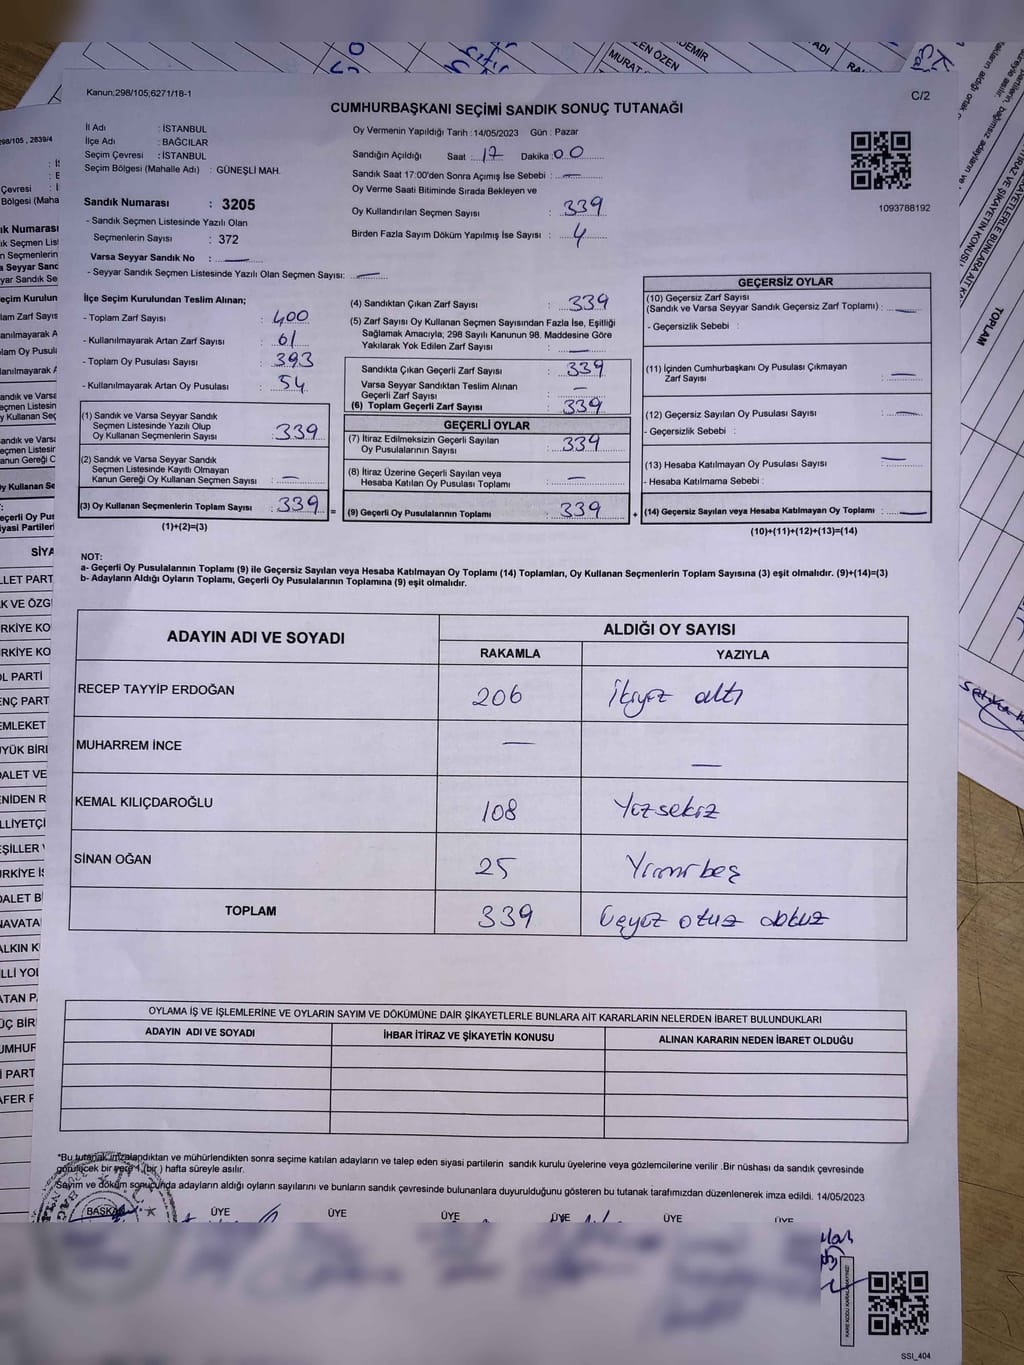 Kanun;298/105;6271/18-1
C/2
CUMHURBAŞKANI SEÇİMİ SANDIK SONUÇ TUTANAĞI
İl Adı : İSTANBUL
İlçe Adı : BAĞCILAR
Seçim Çevresi : İSTANBUL
Seçim Bölgesi (Mahalle Adı) : GÜNEŞLİ MAH.
Sandık Numarası : 3205
- Sandık Seçmen Listesinde Yazılı Olan
Seçmenlerin Sayısı : 372
Varsa Seyyar Sandık No : —
- Seyyar Sandık Seçmen Listesinde Yazılı Olan Seçmen Sayısı: —
Oy Vermenin Yapıldığı Tarih :14/05/2023 Gün : Pazar
Sandığın Açıldığı Saat : 17 Dakika : 00
Sandık Saat 17:00'den Sonra Açımış İse Sebebi : —
Oy Verme Saati Bitiminde Sırada Bekleyen ve
Oy Kullandırılan Seçmen Sayısı : 339
Birden Fazla Sayım Döküm Yapılmış İse Sayısı : 4
1093788192
İlçe Seçim Kurulundan Teslim Alınan;
- Toplam Zarf Sayısı : 400
- Kullanılmayarak Artan Zarf Sayısı : 61
- Toplam Oy Pusulası Sayısı : 393
- Kullanılmayarak Artan Oy Pusulası : 54
(1) Sandık ve Varsa Seyyar Sandık
Seçmen Listesinde Yazılı Olup
Oy Kullanan Seçmenlerin Sayısı : 339
(2) Sandık ve Varsa Seyyar Sandık
Seçmen Listesinde Kayıtlı Olmayan
Kanun Gereği Oy Kullanan Seçmen Sayısı : —
(3) Oy Kullanan Seçmenlerin Toplam Sayısı : 339 =
(1)+(2)=(3)
(4) Sandıktan Çıkan Zarf Sayısı : 339
(5) Zarf Sayısı Oy Kullanan Seçmen Sayısından Fazla İse, Eşitliği
Sağlamak Amacıyla; 298 Sayılı Kanunun 98. Maddesine Göre
Yakılarak Yok Edilen Zarf Sayısı : —
Sandıkta Çıkan Geçerli Zarf Sayısı : 339
Varsa Seyyar Sandıktan Teslim Alınan
Geçerli Zarf Sayısı : —
(6) Toplam Geçerli Zarf Sayısı : 339
GEÇERLİ OYLAR
(7) İtiraz Edilmeksizin Geçerli Sayılan
Oy Pusulalarının Sayısı : 339
(8) İtiraz Üzerine Geçerli Sayılan veya
Hesaba Katılan Oy Pusulası Toplamı : —
(9) Geçerli Oy Pusulalarının Toplamı : 339 +
GEÇERSİZ OYLAR
(10) Geçersiz Zarf Sayısı
(Sandık ve Varsa Seyyar Sandık Geçersiz Zarf Toplamı) : —
- Geçersizlik Sebebi :
(11) İçinden Cumhurbaşkanı Oy Pusulası Çıkmayan
Zarf Sayısı : —
(12) Geçersiz Sayılan Oy Pusulası Sayısı : —
- Geçersizlik Sebebi :
(13) Hesaba Katılmayan Oy Pusulası Sayısı : —
- Hesaba Katılmama Sebebi :
(14) Geçersiz Sayılan veya Hesaba Katılmayan Oy Toplamı : —
(10)+(11)+(12)+(13)=(14)
NOT:
a- Geçerli Oy Pusulalarının Toplamı (9) ile Geçersiz Sayılan veya Hesaba Katılmayan Oy Toplamı (14) Toplamları, Oy Kullanan Seçmenlerin Toplam Sayısına (3) eşit olmalıdır. (9)+(14)=(3)
b- Adayların Aldığı Oyların Toplamı, Geçerli Oy Pusulalarının Toplamına (9) eşit olmalıdır.
ADAYIN ADI VE SOYADI
ALDIĞI OY SAYISI
RAKAMLA YAZIYLA
RECEP TAYYİP ERDOĞAN 206 İkiyüz altı
MUHARREM İNCE — —
KEMAL KILIÇDAROĞLU 108 Yüzsekiz
SİNAN OĞAN 25 Yirmibeş
TOPLAM 339 Üçyüz otuz dokuz
OYLAMA İŞ VE İŞLEMLERİNE VE OYLARIN SAYIM VE DÖKÜMÜNE DAİR ŞİKAYETLERLE BUNLARA AİT KARARLARIN NELERDEN İBARET BULUNDUKLARI
ADAYIN ADI VE SOYADI İHBAR İTİRAZ VE ŞİKAYETİN KONUSU ALINAN KARARIN NEDEN İBARET OLDUĞU
*Bu tutanak imzalandıktan ve mühürlendikten sonra seçime katılan adayların ve talep eden siyasi partilerin sandık kurulu üyelerine veya gözlemcilerine verilir .Bir nüshası da sandık çevresinde
görülecek bir yere 1 (bir ) hafta süreyle asılır.
Sayım ve döküm sonucunda adayların aldığı oyların sayılarını ve bunların sandık çevresinde bulunanlara duyurulduğunu gösteren bu tutanak tarafımızdan düzenlenerek imza edildi. 14/05/2023
BAŞKAN ÜYE ÜYE ÜYE ÜYE ÜYE ÜYE
SSI_404